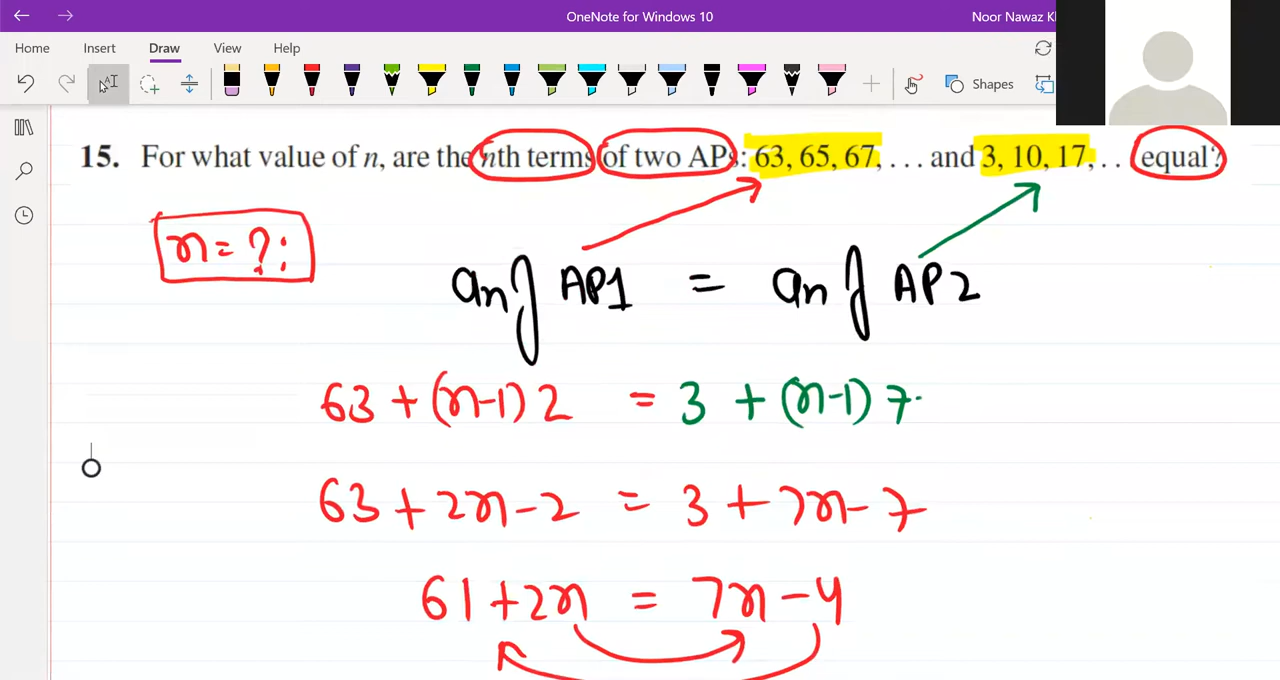 OneNote for Windows 10
Noor Nawaz Kh
Home Insert Draw View Help
Shapes
15. For what value of n, are the nth terms of two APs: 63, 65, 67, . . . and 3, 10, 17, . . equal?
n = ? :
an of AP1 = an of AP2
63 + (n-1) 2 = 3 + (n-1) 7.
63 + 2n - 2 = 3 + 7n - 7
61 + 2n = 7n - 4